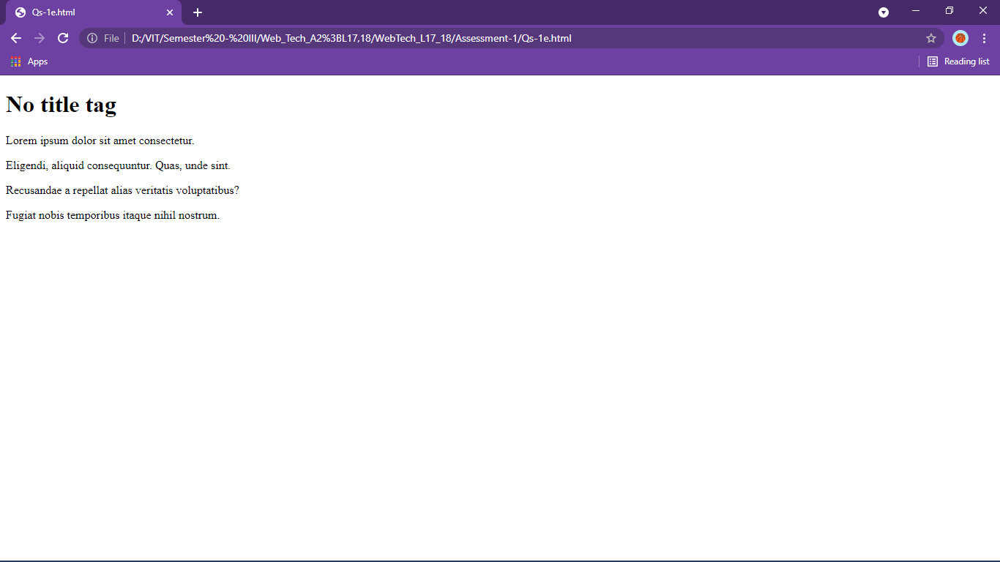 Qs-1e.html
File D:/VIT/Semester%20-%20III/Web_Tech_A2%3BL17,18/WebTech_L17_18/Assessment-1/Qs-1e.html
Apps
Reading list
No title tag
Lorem ipsum dolor sit amet consectetur.
Eligendi, aliquid consequuntur. Quas, unde sint.
Recusandae a repellat alias veritatis voluptatibus?
Fugiat nobis temporibus itaque nihil nostrum.